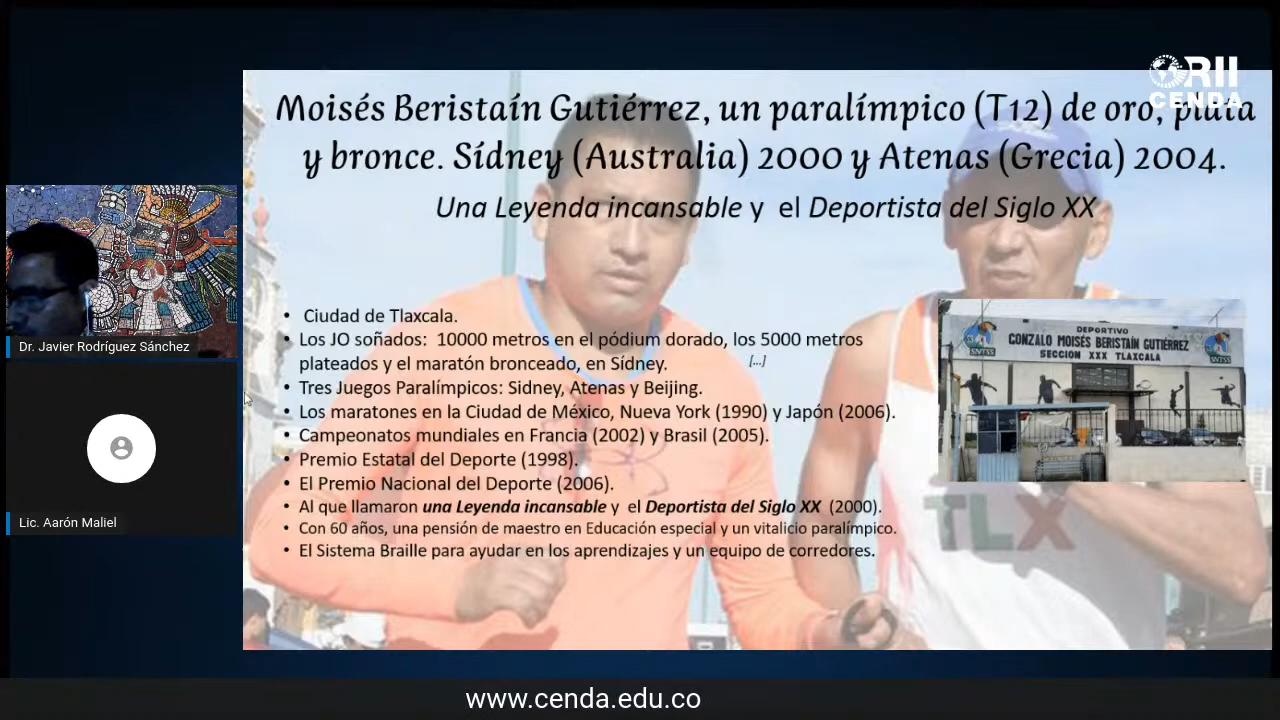 ORII
CENDA
Moisés Beristaín Gutiérrez, un paralímpico (T12) de oro, plata
y bronce. Sídney (Australia) 2000 y Atenas (Grecia) 2004.
Una Leyenda incansable y el Deportista del Siglo XX
• Ciudad de Tlaxcala.
• Los JO soñados: 10000 metros en el pódium dorado, los 5000 metros
plateados y el maratón bronceado, en Sídney.
[...]
• Tres Juegos Paralímpicos: Sidney, Atenas y Beijing.
• Los maratones en la Ciudad de México, Nueva York (1990) y Japón (2006).
• Campeonatos mundiales en Francia (2002) y Brasil (2005).
• Premio Estatal del Deporte (1998).
• El Premio Nacional del Deporte (2006).
• Al que llamaron una Leyenda incansable y el Deportista del Siglo XX (2000).
• Con 60 años, una pensión de maestro en Educación especial y un vitalicio paralímpico.
• El Sistema Braille para ayudar en los aprendizajes y un equipo de corredores.
DEPORTIVO
GONZALO MOISÉS BERISTAÍN GUTIÉRREZ
SECCION XXX TLAXCALA
SNTSS
SNTSS
TLX
Dr. Javier Rodríguez Sánchez
Lic. Aarón Maliel
www.cenda.edu.co